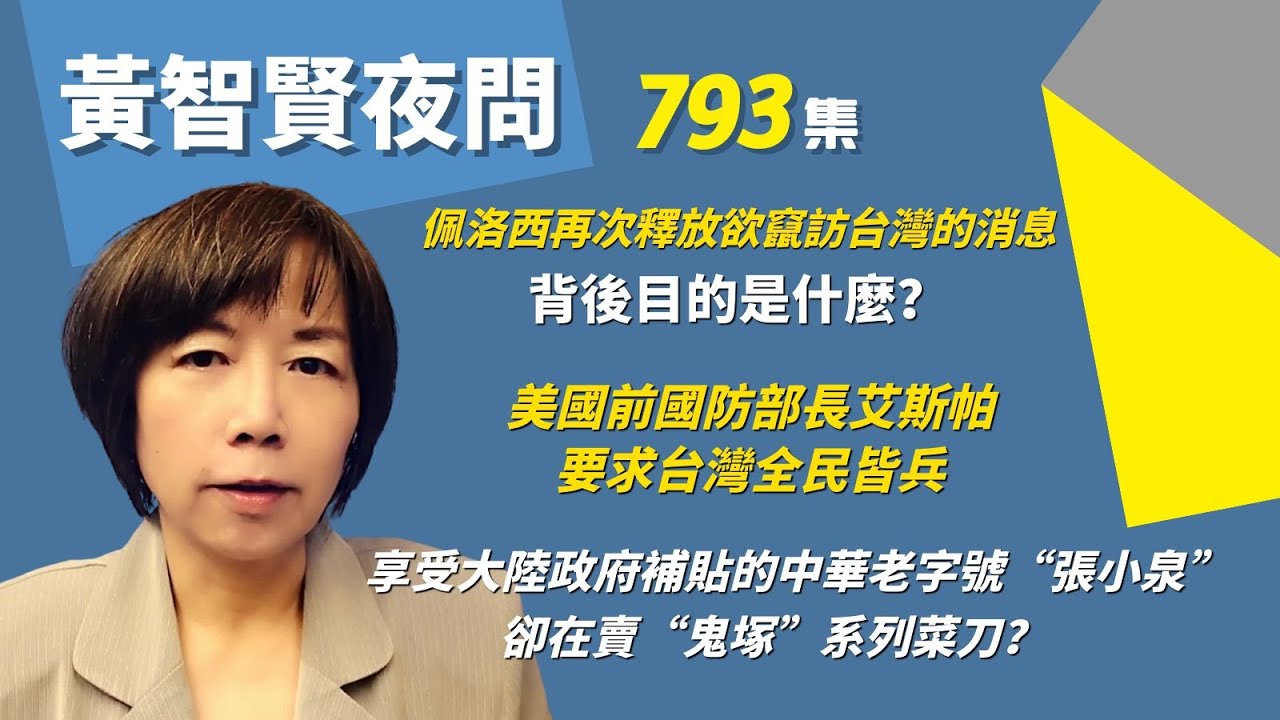 黃智賢夜問
793集
佩洛西再次釋放欲竄訪台灣的消息
背後目的是什麼?
美國前國防部長艾斯帕
要求台灣全民皆兵
享受大陸政府補貼的中華老字號“張小泉”
卻在賣“鬼塚”系列菜刀?